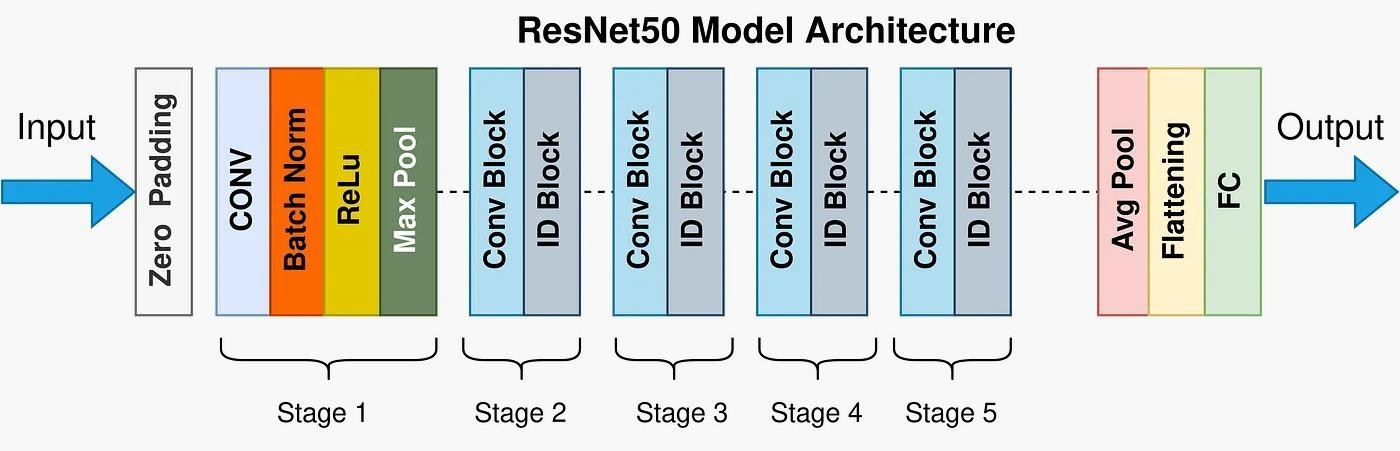 ResNet50 Model Architecture
Input
Zero Padding
CONV
Batch Norm
ReLu
Max Pool
Conv Block
ID Block
Conv Block
ID Block
Conv Block
ID Block
Conv Block
ID Block
Avg Pool
Flattening
FC
Output
Stage 1
Stage 2
Stage 3
Stage 4
Stage 5